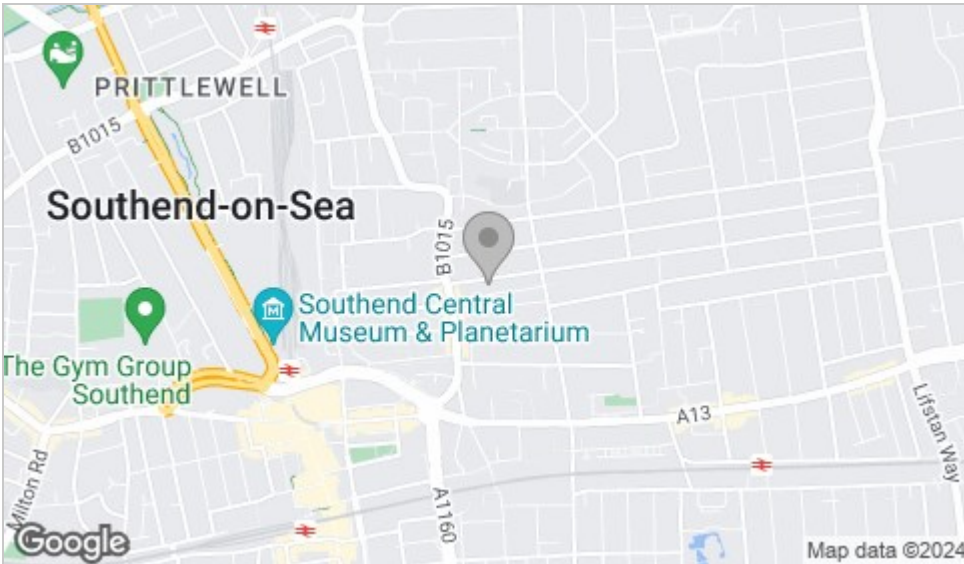 PRITTLEWELL
B1015
Southend-on-Sea
B1015
Southend Central
Museum & Planetarium
The Gym Group
Southend
A13
Lifstan Way
Milton Rd
A1160
Google
Map data ©2024